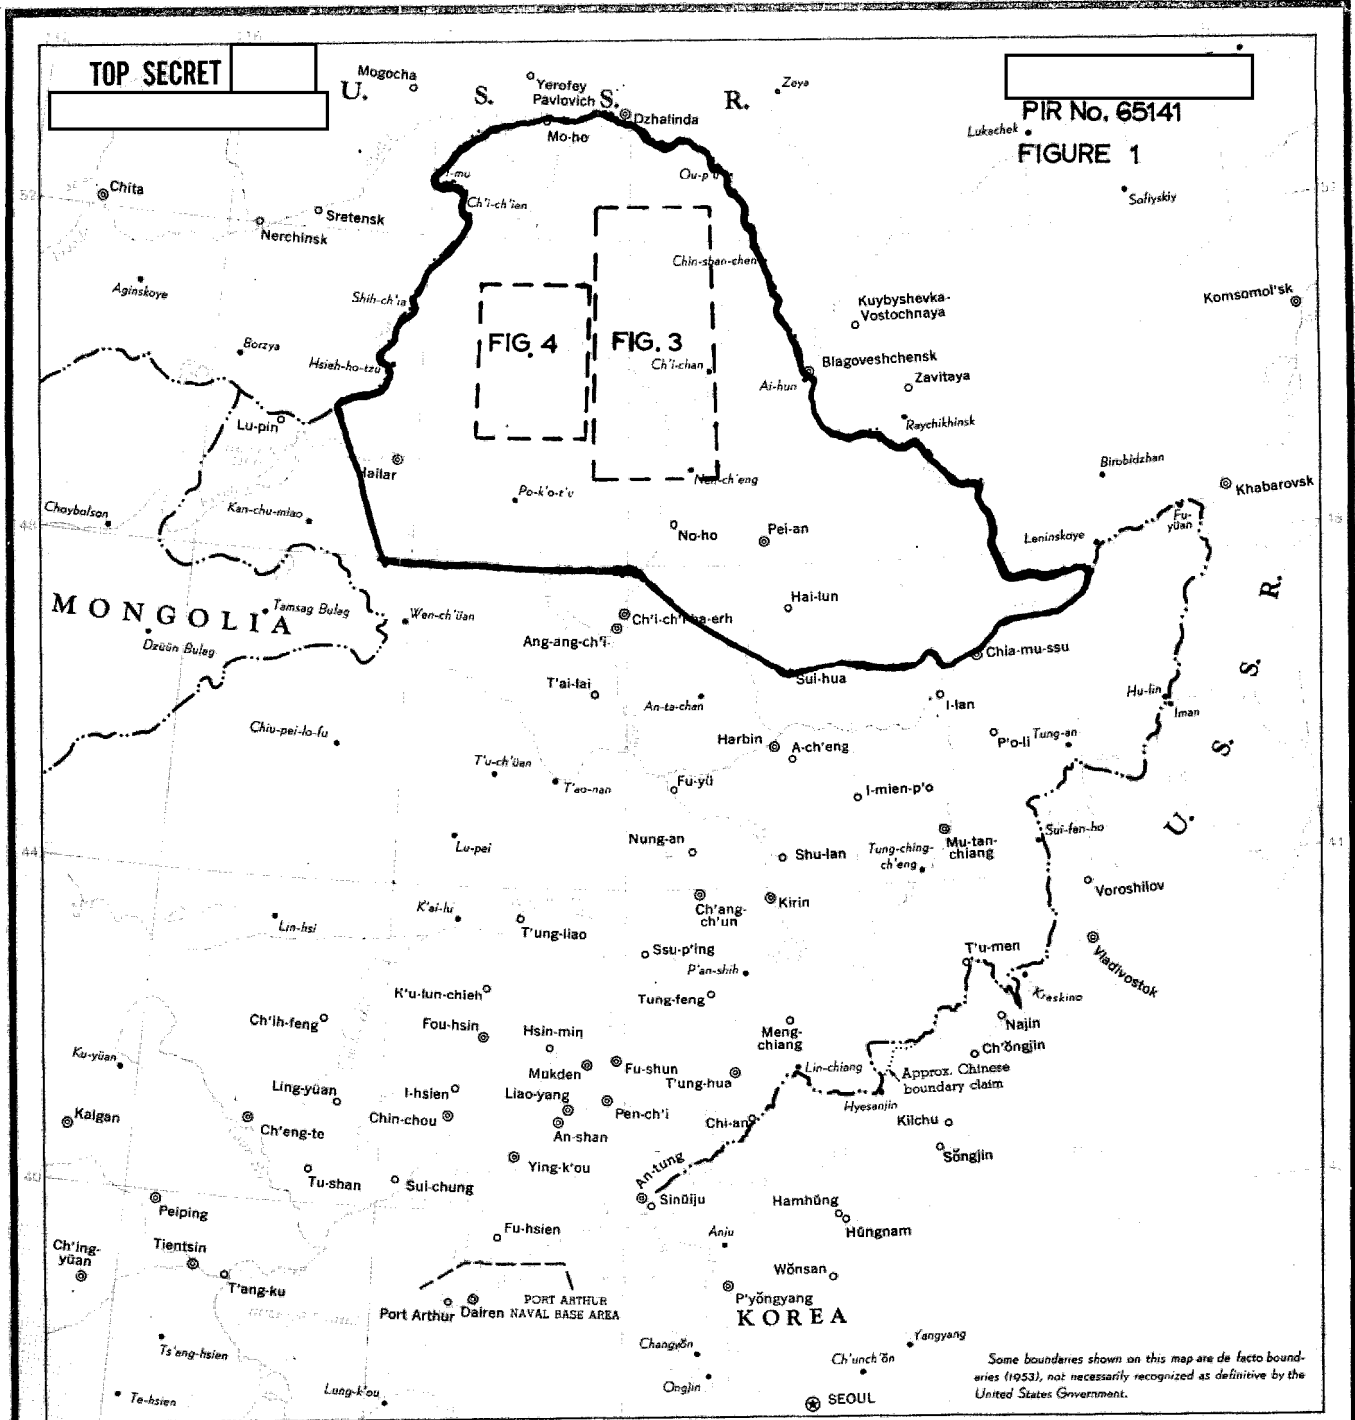 TOP SECRET
PIR No. 65141
FIGURE 1
U. S. S. R.
Mogocha
Yerofey
Pavlovich
Mo-ho
Dzhalinda
Zeya
Lukachek
Sofiyskiy
Chita
52
Sretensk
Nerchinsk
Ch'i-ch'ien
Ou-p'u
Aginskoye
Shih-ch'ia
Chin-shan-chen
Kuybyshevka-
Vostochnaya
Komsomol'sk
Borzya
Hsieh-ho-tzu
FIG. 4
FIG. 3
Ch'i-chan
Ai-hun
Blagoveshchensk
Zavitaya
Raychikhinsk
Lu-pin
Hailar
Po-k'o-t'u
Nen-ch'eng
Birobidzhan
Khabarovsk
Choybalsan
Kan-chu-miao
No-ho
Pei-an
Leninskoye
Fu-
yüan
MONGOLIA
Tamsag Bulag
Dzüün Bulag
Wen-ch'üan
Ang-ang-ch'i
Hai-lun
Chia-mu-ssu
U. S. S. R.
T'ai-lai
Sui-hua
An-ta-chan
I-lan
Hu-lin
Iman
Chiu-pei-lo-fu
Harbin
A-ch'eng
P'o-li
Tung-an
T'u-ch'üan
T'ao-nan
Fu-yü
I-mien-p'o
Lu-pei
Nung-an
Shu-lan
Tung-ching-
ch'eng
Mu-tan-
chiang
Sui-fen-ho
44
Voroshilov
Lin-hsi
K'ai-lu
T'ung-liao
Ch'ang-
ch'un
Kirin
Ssu-p'ing
P'an-shih
T'u-men
Vladivostok
K'u-lun-chieh
Tung-feng
Kraskino
Najin
Ch'ih-feng
Fou-hsin
Hsin-min
Meng-
chiang
Ch'ŏngjin
Ku-yüan
Mukden
Fu-shun
T'ung-hua
Lin-chiang
Approx. Chinese
boundary claim
Ling-yüan
I-hsien
Liao-yang
Hyesanjin
Kalgan
Ch'eng-te
Chin-chou
Pen-ch'i
An-shan
Chi-an
Kilchu
Sŏngjin
Tu-shan
Sui-chung
Ying-k'ou
An-tung
Sinŭiju
40
Peiping
Hamhŭng
Hŭngnam
Fu-hsien
Anju
Ch'ing-
yüan
Tientsin
T'ang-ku
Wŏnsan
Port Arthur
Dairen
PORT ARTHUR
NAVAL BASE AREA
P'yŏngyang
KOREA
Ts'ang-hsien
Changyŏn
Yangyang
Ch'unch'ŏn
Te-hsien
Lung-k'ou
Ongjin
SEOUL
Some boundaries shown on this map are de facto bound-
aries (1953), not necessarily recognized as definitive by the
United States Government.